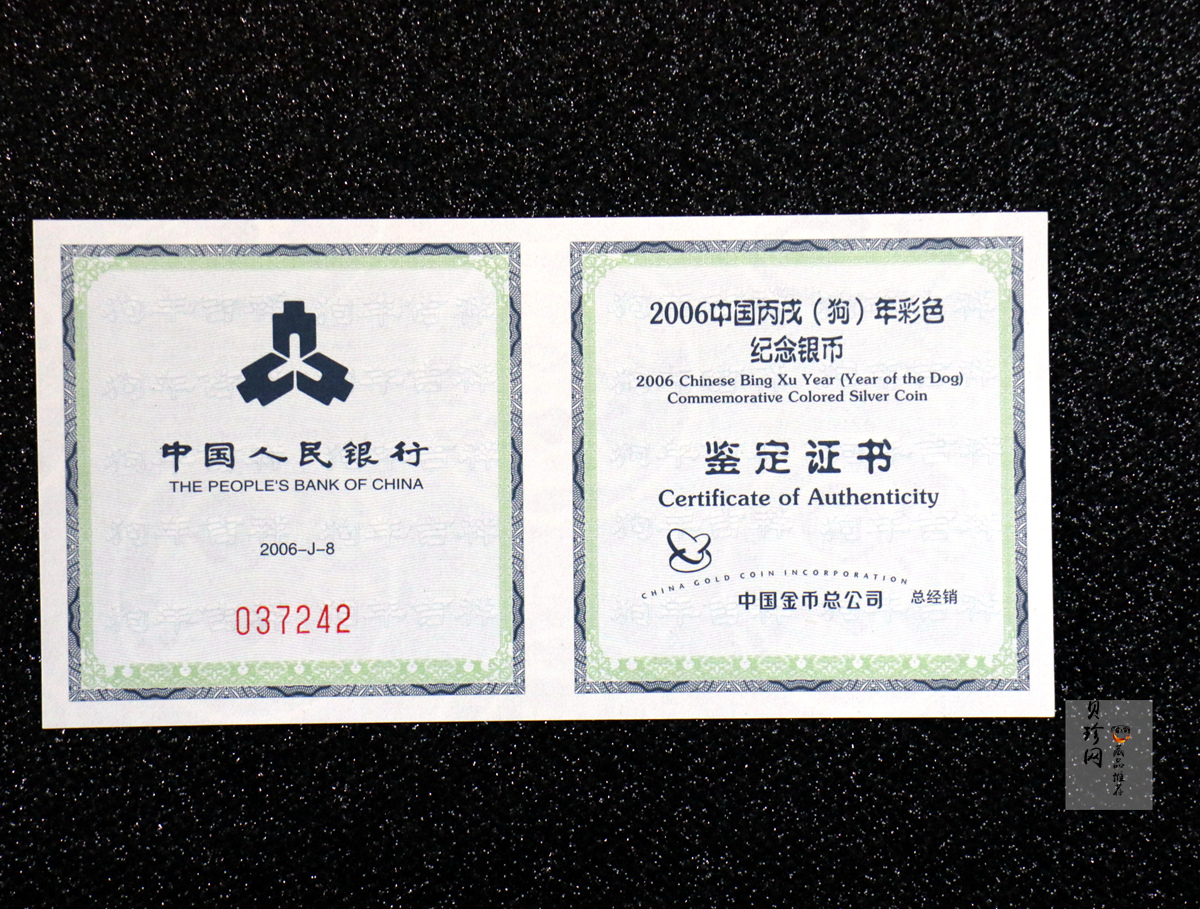 中国人民银行
THE PEOPLE'S BANK OF CHINA
2006-J-8
037242
2006中国丙戌（狗）年彩色
纪念银币
2006 Chinese Bing Xu Year (Year of the Dog)
Commemorative Colored Silver Coin
鉴定证书
Certificate of Authenticity
CHINA GOLD COIN INCORPORATION
中国金币总公司 总经销
贝珍网